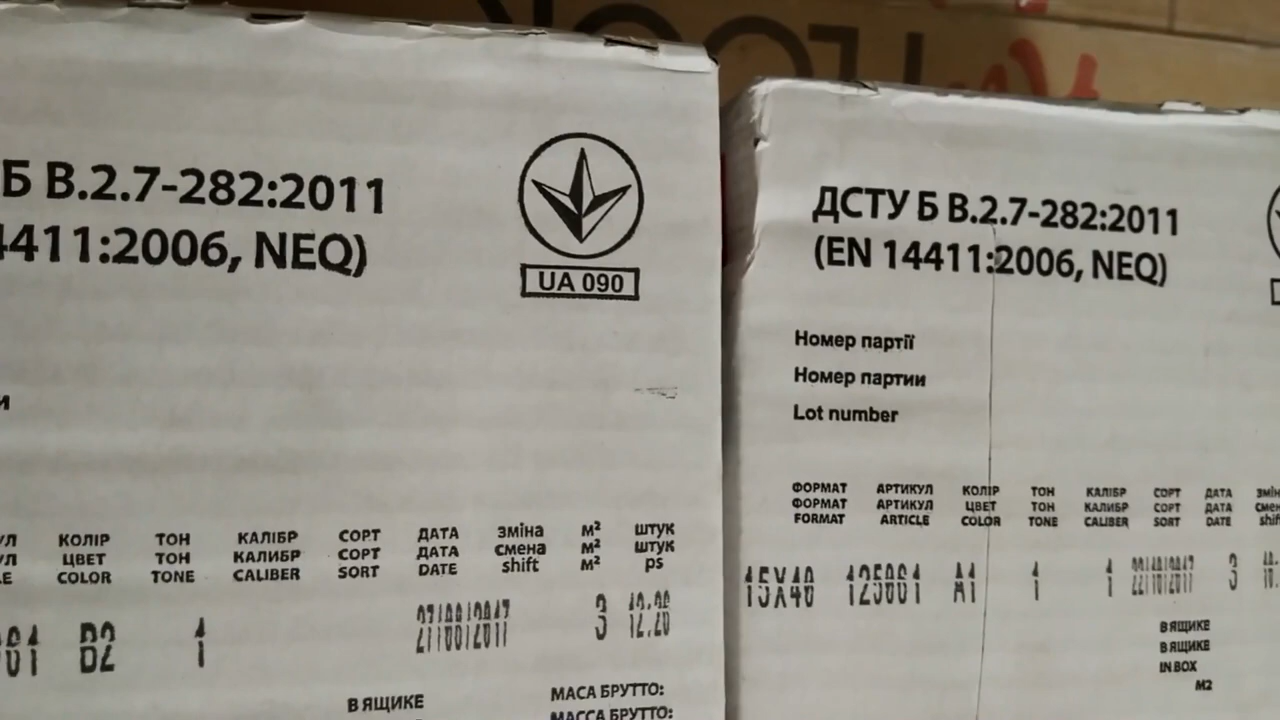 Б В.2.7-282:2011
4411:2006, NEQ)
UA 090
КОЛІР ТОН КАЛІБР СОРТ ДАТА зміна м² штук
ЦВЕТ ТОН КАЛИБР СОРТ ДАТА смена м² штук
COLOR TONE CALIBER SORT DATE shift м² ps
B2 1 3
В ЯЩИКЕ МАСА БРУТТО:
МАССА БРУТТО:
ДСТУ Б В.2.7-282:2011
(EN 14411:2006, NEQ)
Номер партії
Номер партии
Lot number
ФОРМАТ АРТИКУЛ КОЛІР ТОН КАЛІБР СОРТ ДАТА
ФОРМАТ АРТИКУЛ ЦВЕТ ТОН КАЛИБР СОРТ ДАТА
FORMAT ARTICLE COLOR TONE CALIBER SORT DATE
15X40 125061 A1 1 1 3
В ЯЩИКЕ
В ЯЩИКЕ
IN BOX
М2